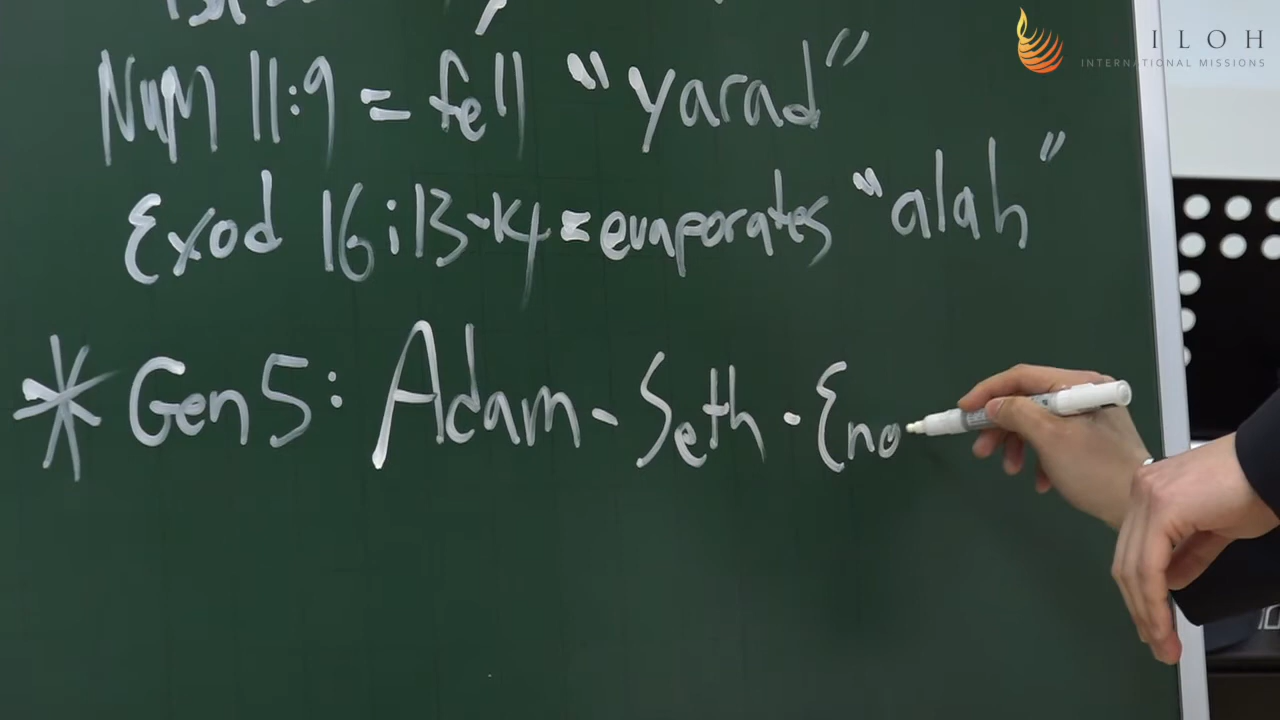 Num 11:9 = fell "yarad"
Exod 16:13-14 = evaporates "alah"
* Gen 5: Adam - Seth - Eno
ILOH
INTERNATIONAL MISSIONS